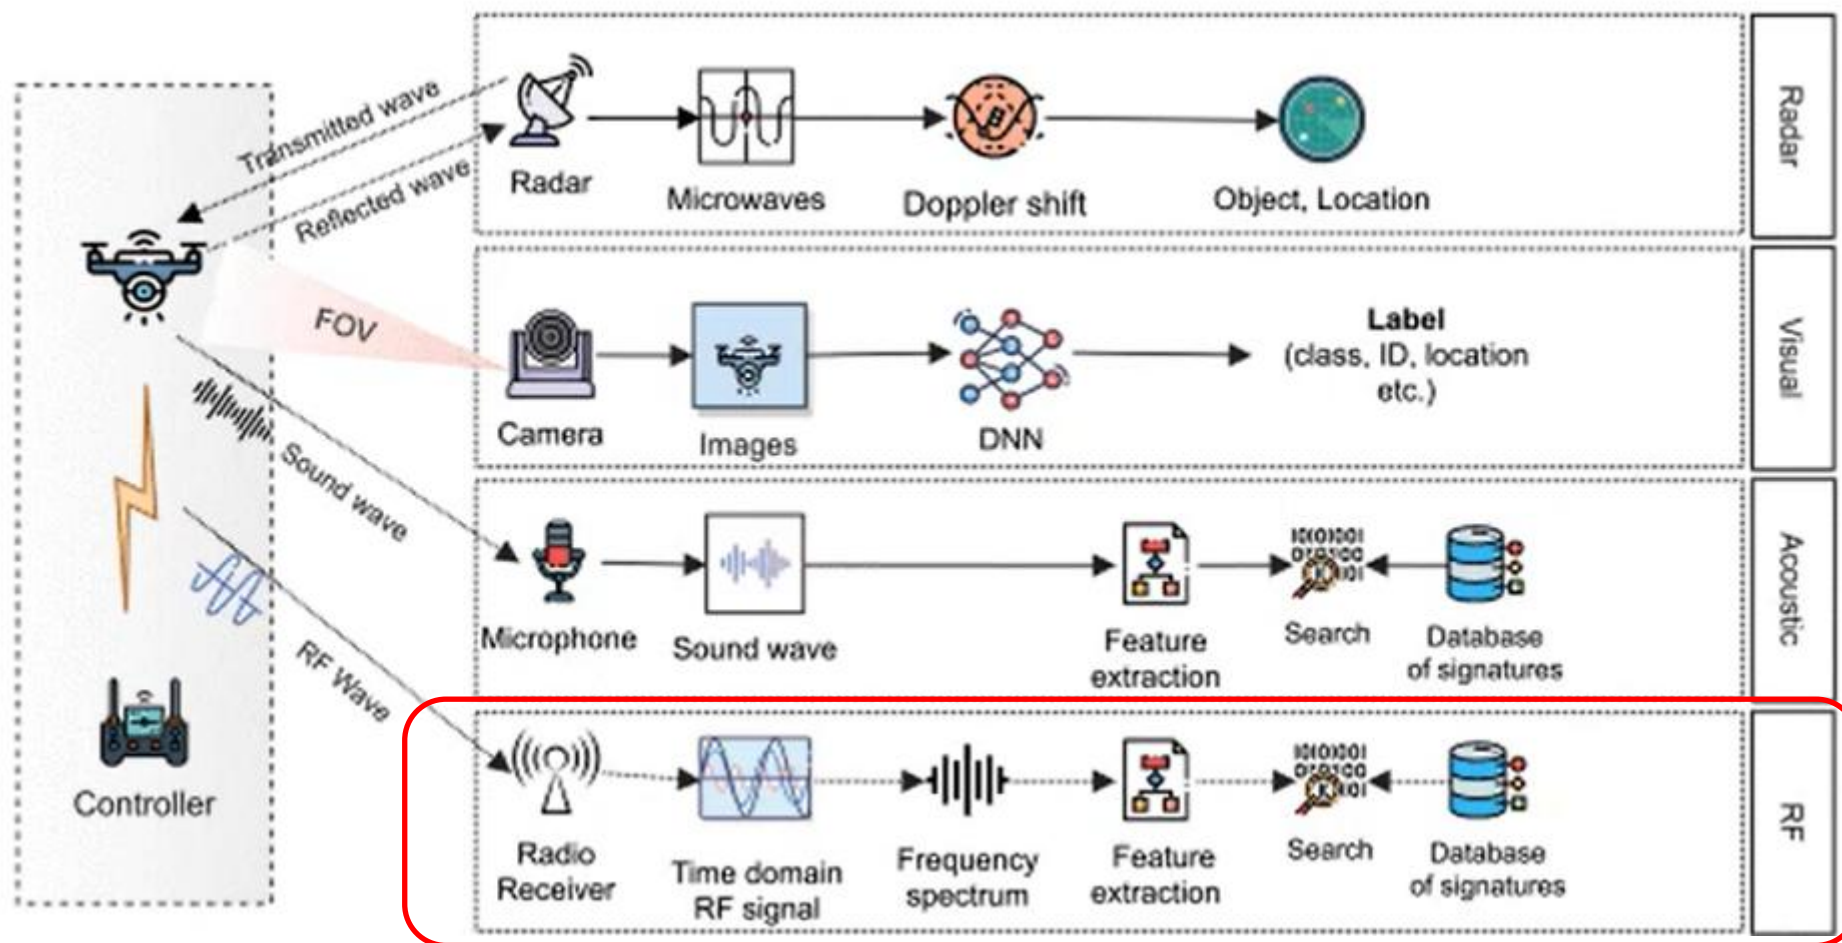 Transmitted wave
Reflected wave
Radar
Microwaves
Doppler shift
Object, Location
Radar
FOV
Camera
Images
DNN
Label
(class, ID, location
etc.)
Visual
Sound wave
Microphone
Sound wave
Feature
extraction
Search
Database
of signatures
Acoustic
RF Wave
Controller
Radio
Receiver
Time domain
RF signal
Frequency
spectrum
Feature
extraction
Search
Database
of signatures
RF